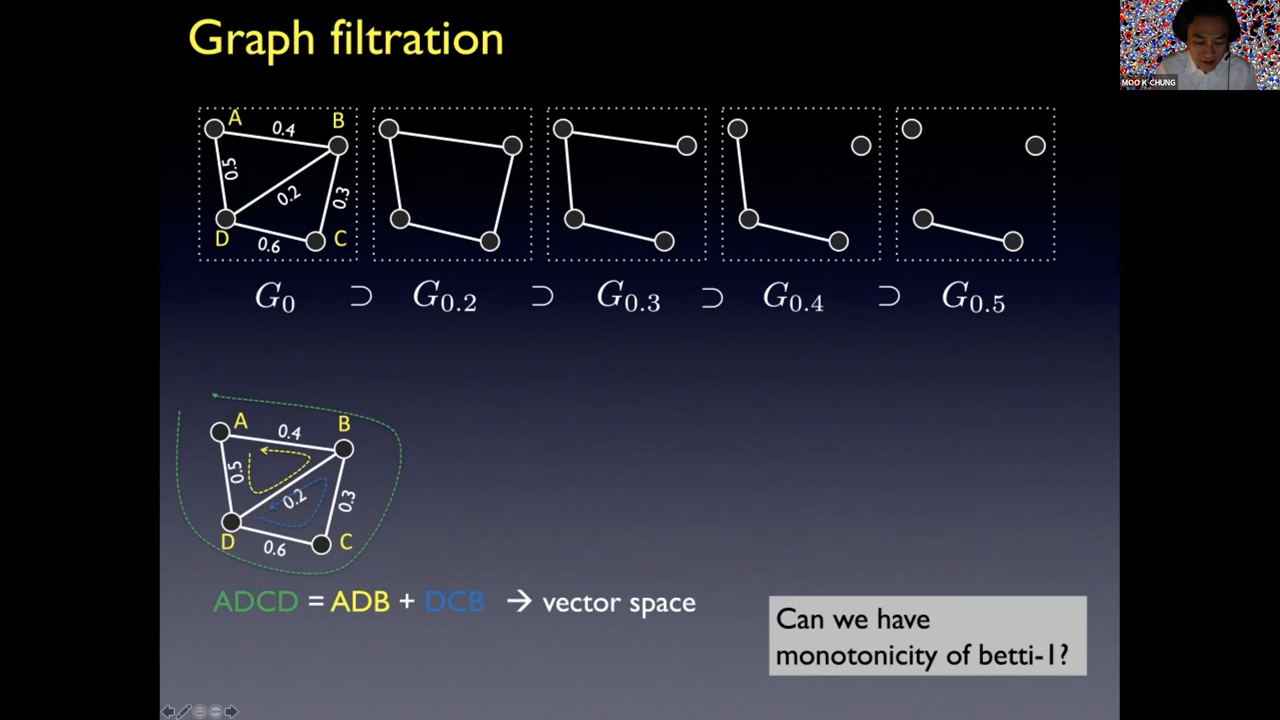 Graph filtration
MOO K CHUNG
A
B
0.4
0.5
0.2
0.3
D
0.6
C
G0 ⊃ G0.2 ⊃ G0.3 ⊃ G0.4 ⊃ G0.5
A
B
0.4
0.5
0.2
0.3
D
0.6
C
ADCD = ADB + DCB → vector space
Can we have
monotonicity of betti-1?